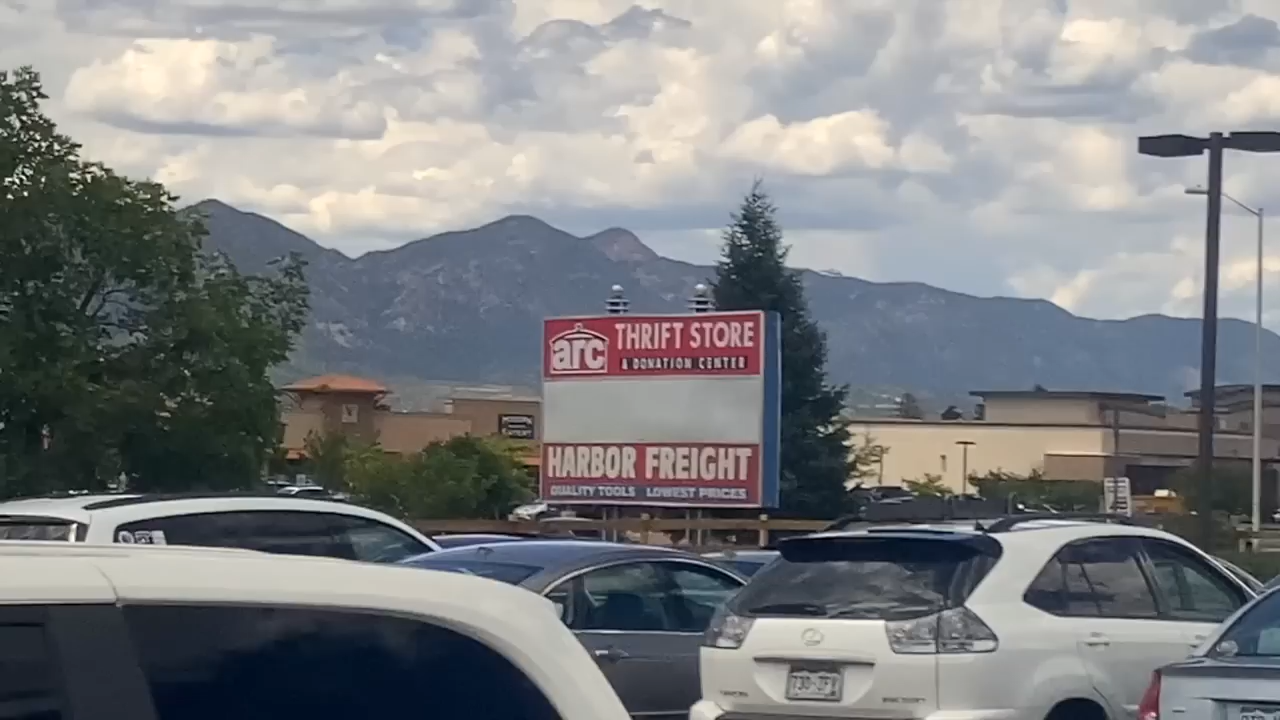 arc
THRIFT STORE
& DONATION CENTER
HARBOR FREIGHT
QUALITY TOOLS LOWEST PRICES